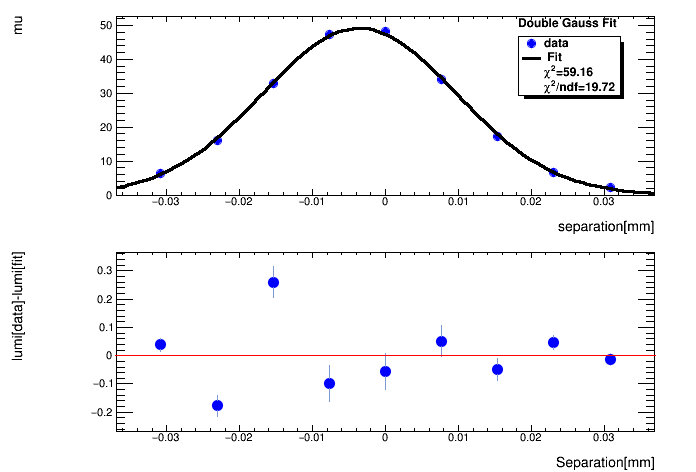 Double Gauss Fit
mu
50
40
30
20
10
0
data
Fit
χ²=59.16
χ²/ndf=19.72
−0.03 −0.02 −0.01 0 0.01 0.02 0.03
separation[mm]
lumi[data]-lumi[fit]
0.3
0.2
0.1
0
−0.1
−0.2
−0.03 −0.02 −0.01 0 0.01 0.02 0.03
Separation[mm]